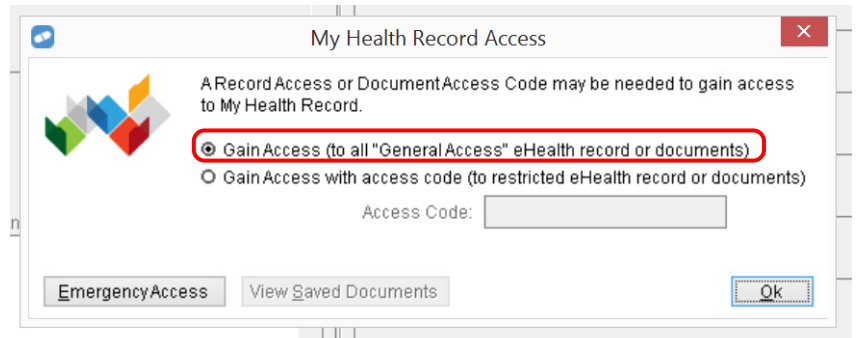 My Health Record Access
A Record Access or Document Access Code may be needed to gain access
to My Health Record.
Gain Access (to all "General Access" eHealth record or documents)
Gain Access with access code (to restricted eHealth record or documents)
n
Access Code:
Emergency Access
View Saved Documents
Ok